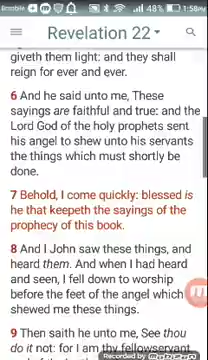 Bluestem
48%
1:58PM
Revelation 22
giveth them light: and they shall
reign for ever and ever.
6 And he said unto me, These
sayings are faithful and true: and the
Lord God of the holy prophets sent
his angel to shew unto his servants
the things which must shortly be
done.
7 Behold, I come quickly: blessed is
he that keepeth the sayings of the
prophecy of this book.
8 And I John saw these things, and
heard them. And when I had heard
and seen, I fell down to worship
before the feet of the angel which
shewed me these things.
9 Then saith he unto me, See thou
do it not: for I am thy fellowservant,